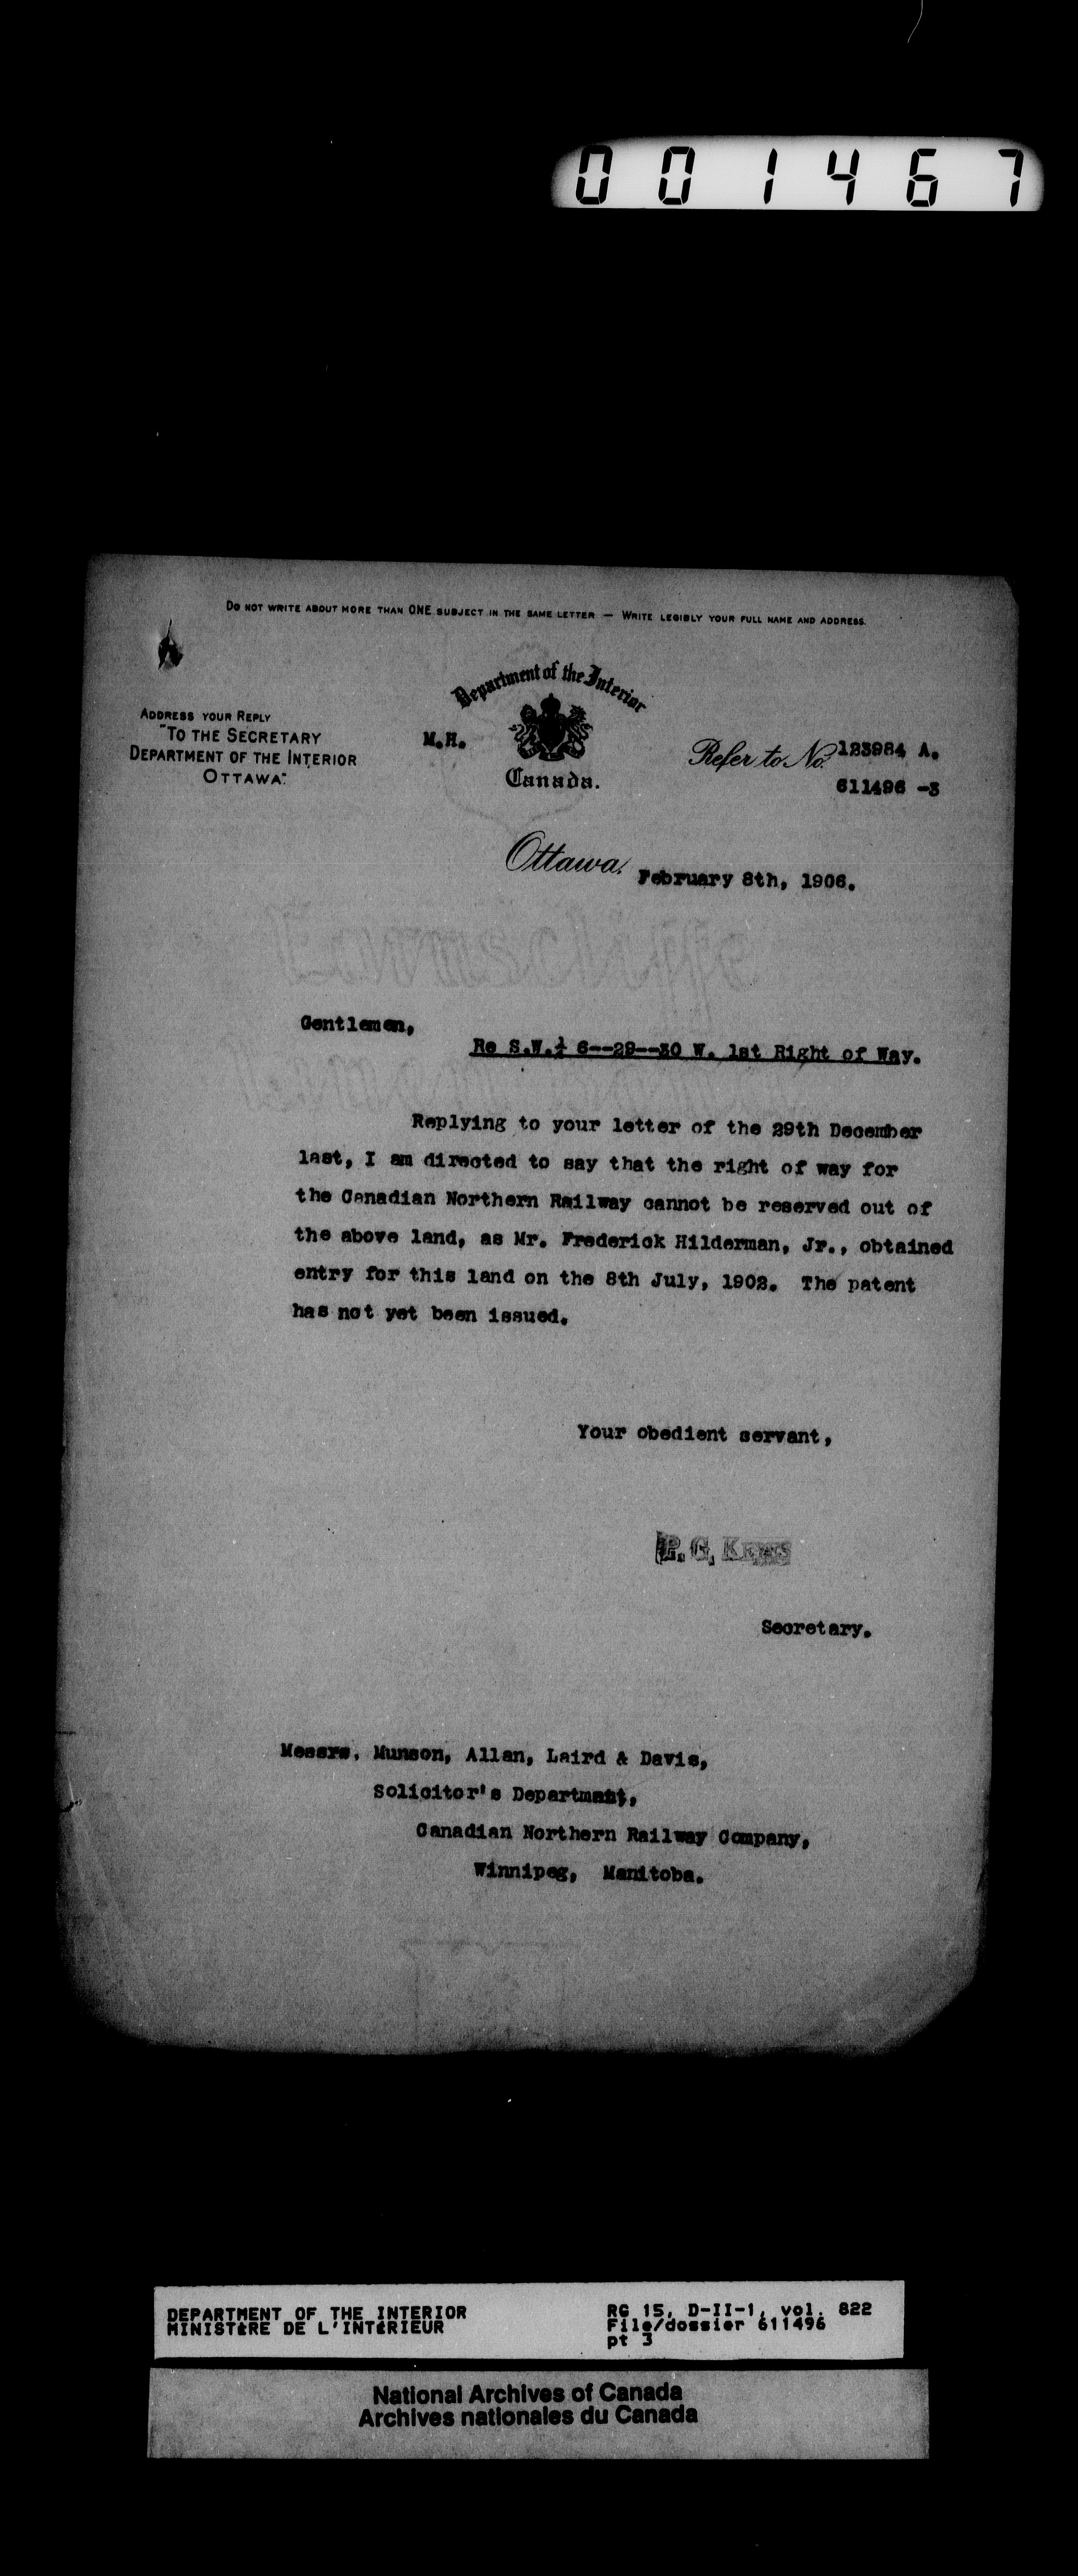 001467
DO NOT WRITE ABOUT MORE THAN ONE SUBJECT IN THE SAME LETTER — WRITE LEGIBLY YOUR FULL NAME AND ADDRESS.
Department of the Interior
ADDRESS YOUR REPLY
"TO THE SECRETARY
DEPARTMENT OF THE INTERIOR
OTTAWA"
M.H.
Canada.
Refer to No. 123984 A.
611496 -3
Ottawa, February 8th, 1906.
Gentlemen,
Re S.W.¼ 6--29--30 W. 1st Right of Way.
Replying to your letter of the 29th December
last, I am directed to say that the right of way for
the Canadian Northern Railway cannot be reserved out of
the above land, as Mr. Frederick Hilderman, Jr., obtained
entry for this land on the 8th July, 1902. The patent
has not yet been issued.
Your obedient servant,
P. G. KEYES
Secretary.
Messrs. Munson, Allan, Laird & Davis,
Solicitor's Department,
Canadian Northern Railway Company,
Winnipeg, Manitoba.
DEPARTMENT OF THE INTERIOR
MINISTÈRE DE L'INTÉRIEUR
RG 15, D-II-1, vol. 822
File/dossier 611496
pt 3
National Archives of Canada
Archives nationales du Canada